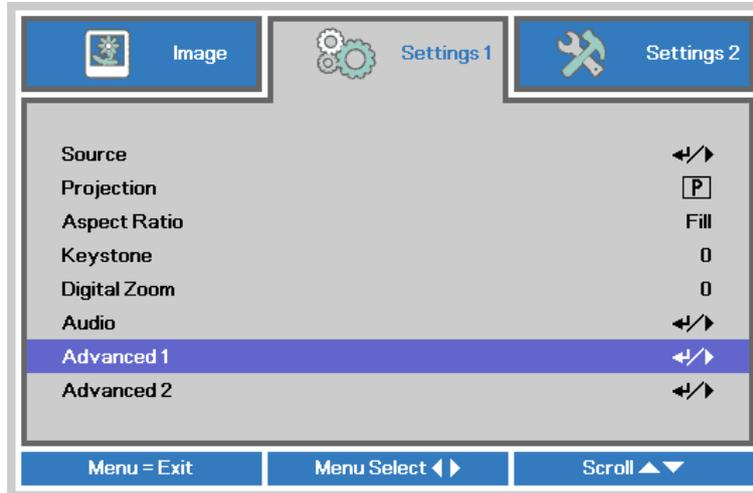 Image
Settings 1
Settings 2
Source
Projection P
Aspect Ratio Fill
Keystone 0
Digital Zoom 0
Audio
Advanced 1
Advanced 2
Menu = Exit
Menu Select
Scroll